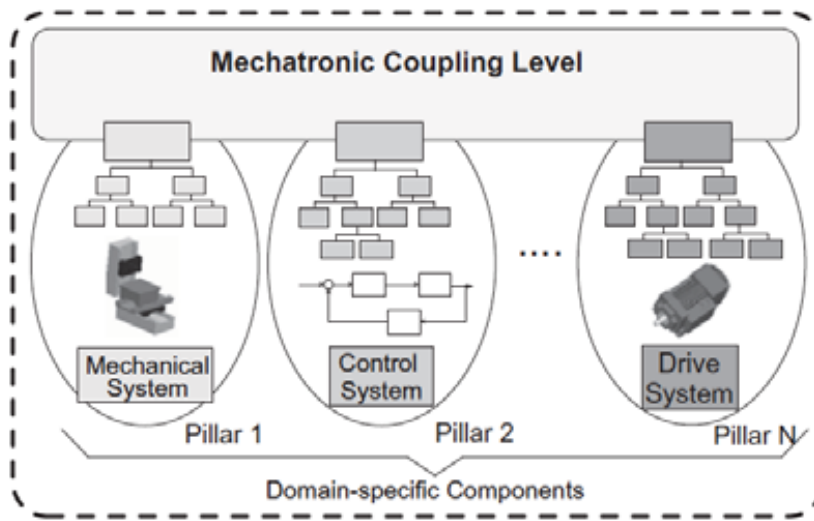 Mechatronic Coupling Level
....
Mechanical
System
Control
System
Drive
System
Pillar 1
Pillar 2
Pillar N
Domain-specific Components